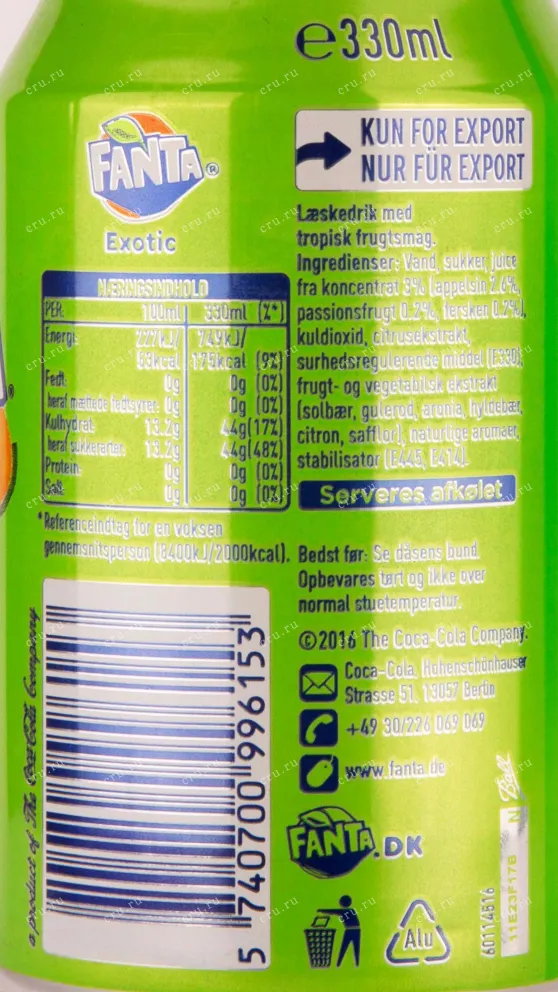 ℮330ml
FANTA®
Exotic
KUN FOR EXPORT
NUR FÜR EXPORT
NÆRINGSINDHOLD
PER: 100ml 330ml (%*)
Energi: 227kJ/ 749kJ/
53kcal 175kcal (9%)
Fedt: 0g 0g (0%)
heraf mættede fedtsyrer: 0g 0g (0%)
Kulhydrat: 13.2g 44g(17%)
heraf sukkerarter: 13.2g 44g(48%)
Protein: 0g 0g (0%)
Salt: 0g 0g (0%)
*Referenceindtag for en voksen
gennemsnitsperson (8400kJ/2000kcal).
Læskedrik med
tropisk frugtsmag.
Ingredienser: Vand, sukker, juice
fra koncentrat 3% (appelsin 2.6%,
passionsfrugt 0.2%, fersken 0.2%),
kuldioxid, citrusekstrakt,
surhedsregulerende middel (E330),
frugt- og vegetabilsk ekstrakt
(solbær, gulerod, aronia, hyldebær,
citron, safflor), naturlige aromaer,
stabilisator (E445, E414).
Serveres afkølet
Bedst før: Se dåsens bund.
Opbevares tørt og ikke over
normal stuetemperatur.
©2016 The Coca-Cola Company.
Coca-Cola, Hohenschönhauser
Strasse 51, 13057 Berlin
+49 30/226 069 069
www.fanta.de
FANTA.DK
Alu
60114816
11E23F17B N
Ball
a product of The Coca-Cola Company
5 740700 996153
cru.ru